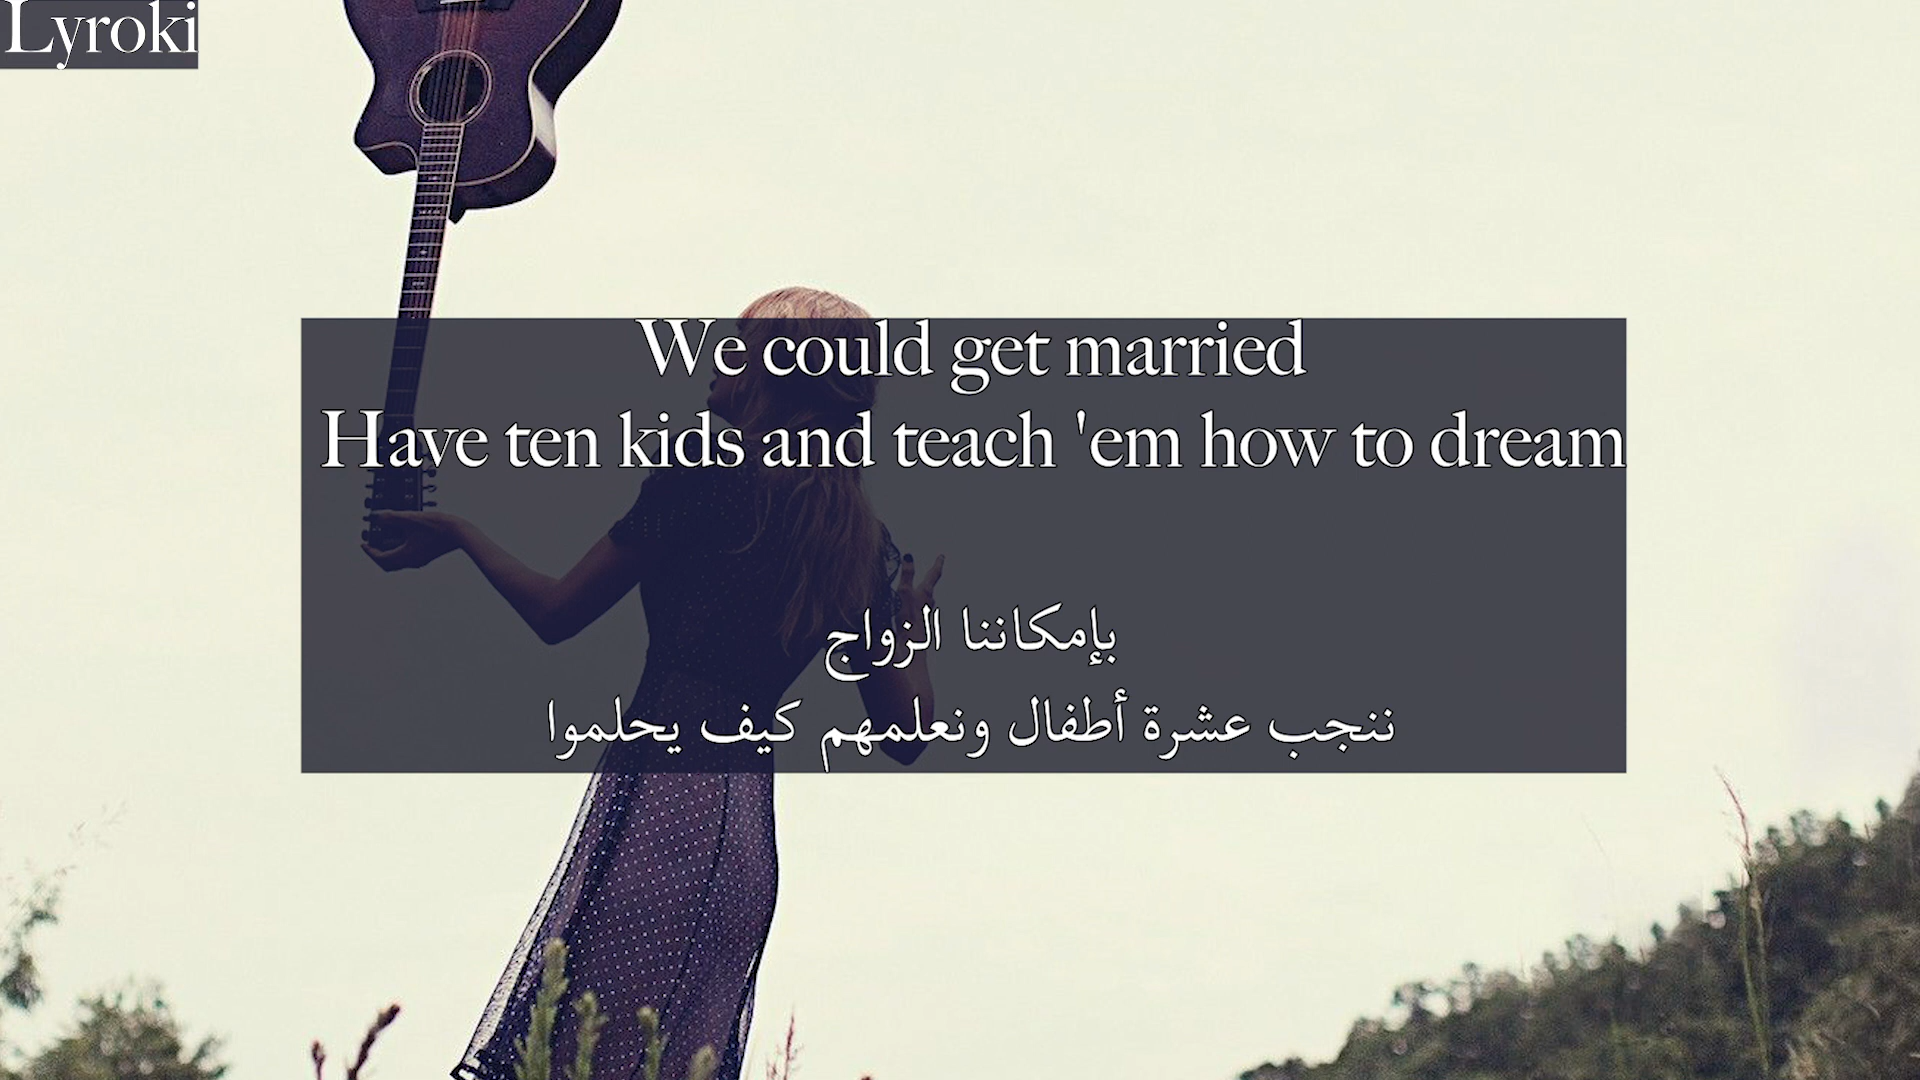 Lyroki
We could get married
Have ten kids and teach 'em how to dream
بإمكاننا الزواج
ننجب عشرة أطفال ونعلمهم كيف يحلموا